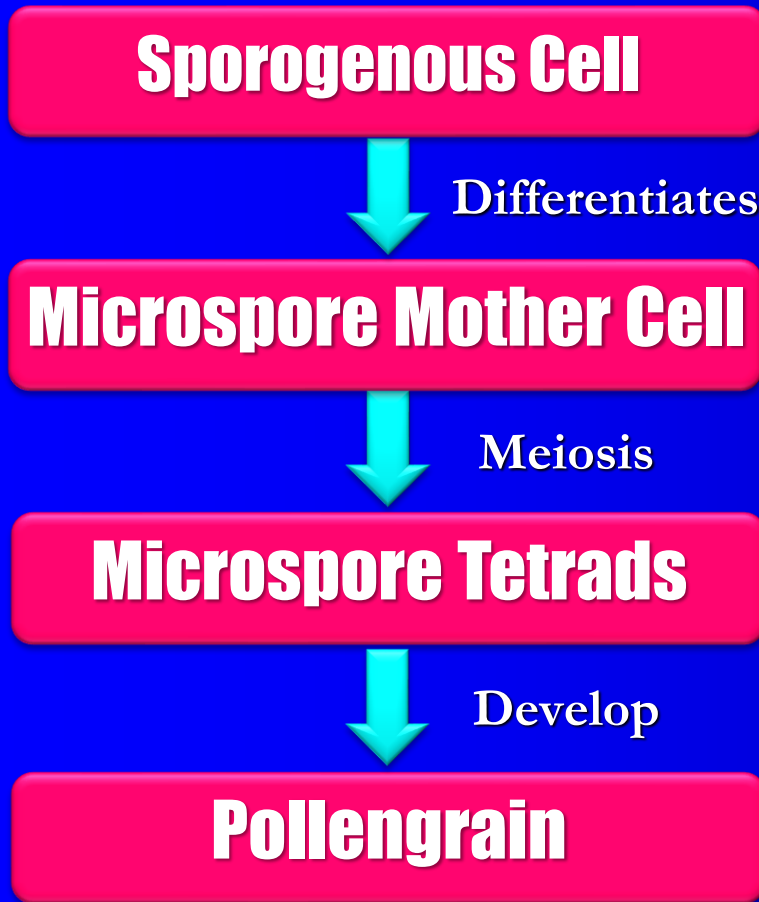 Sporogenous Cell
Differentiates
Microspore Mother Cell
Meiosis
Microspore Tetrads
Develop
Pollengrain